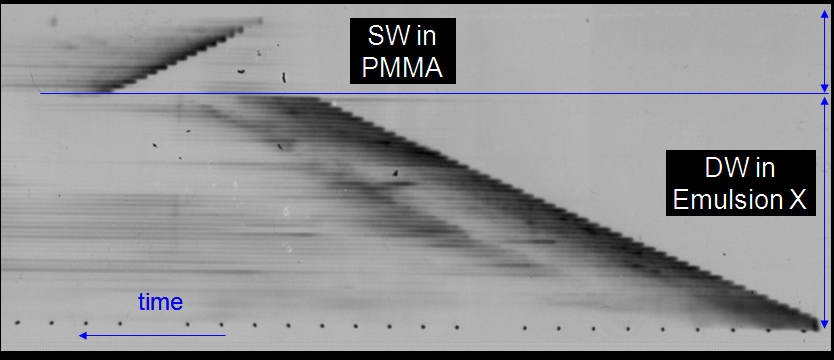 SW in
PMMA
DW in
Emulsion X
time